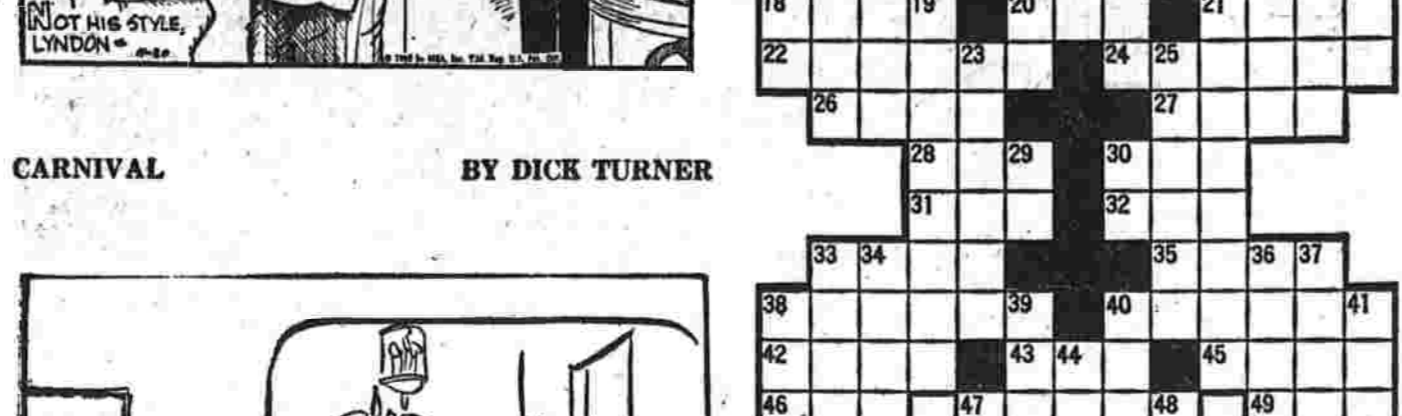 NOT HIS STYLE,
LYNDON=
11-20
CARNIVAL BY DICK TURNER
18 19 20 21
22 23 24 25
26 27
28 29 30
31 32
33 34 35 36 37
38 39 40 41
42 43 44 45
46 47 48 49